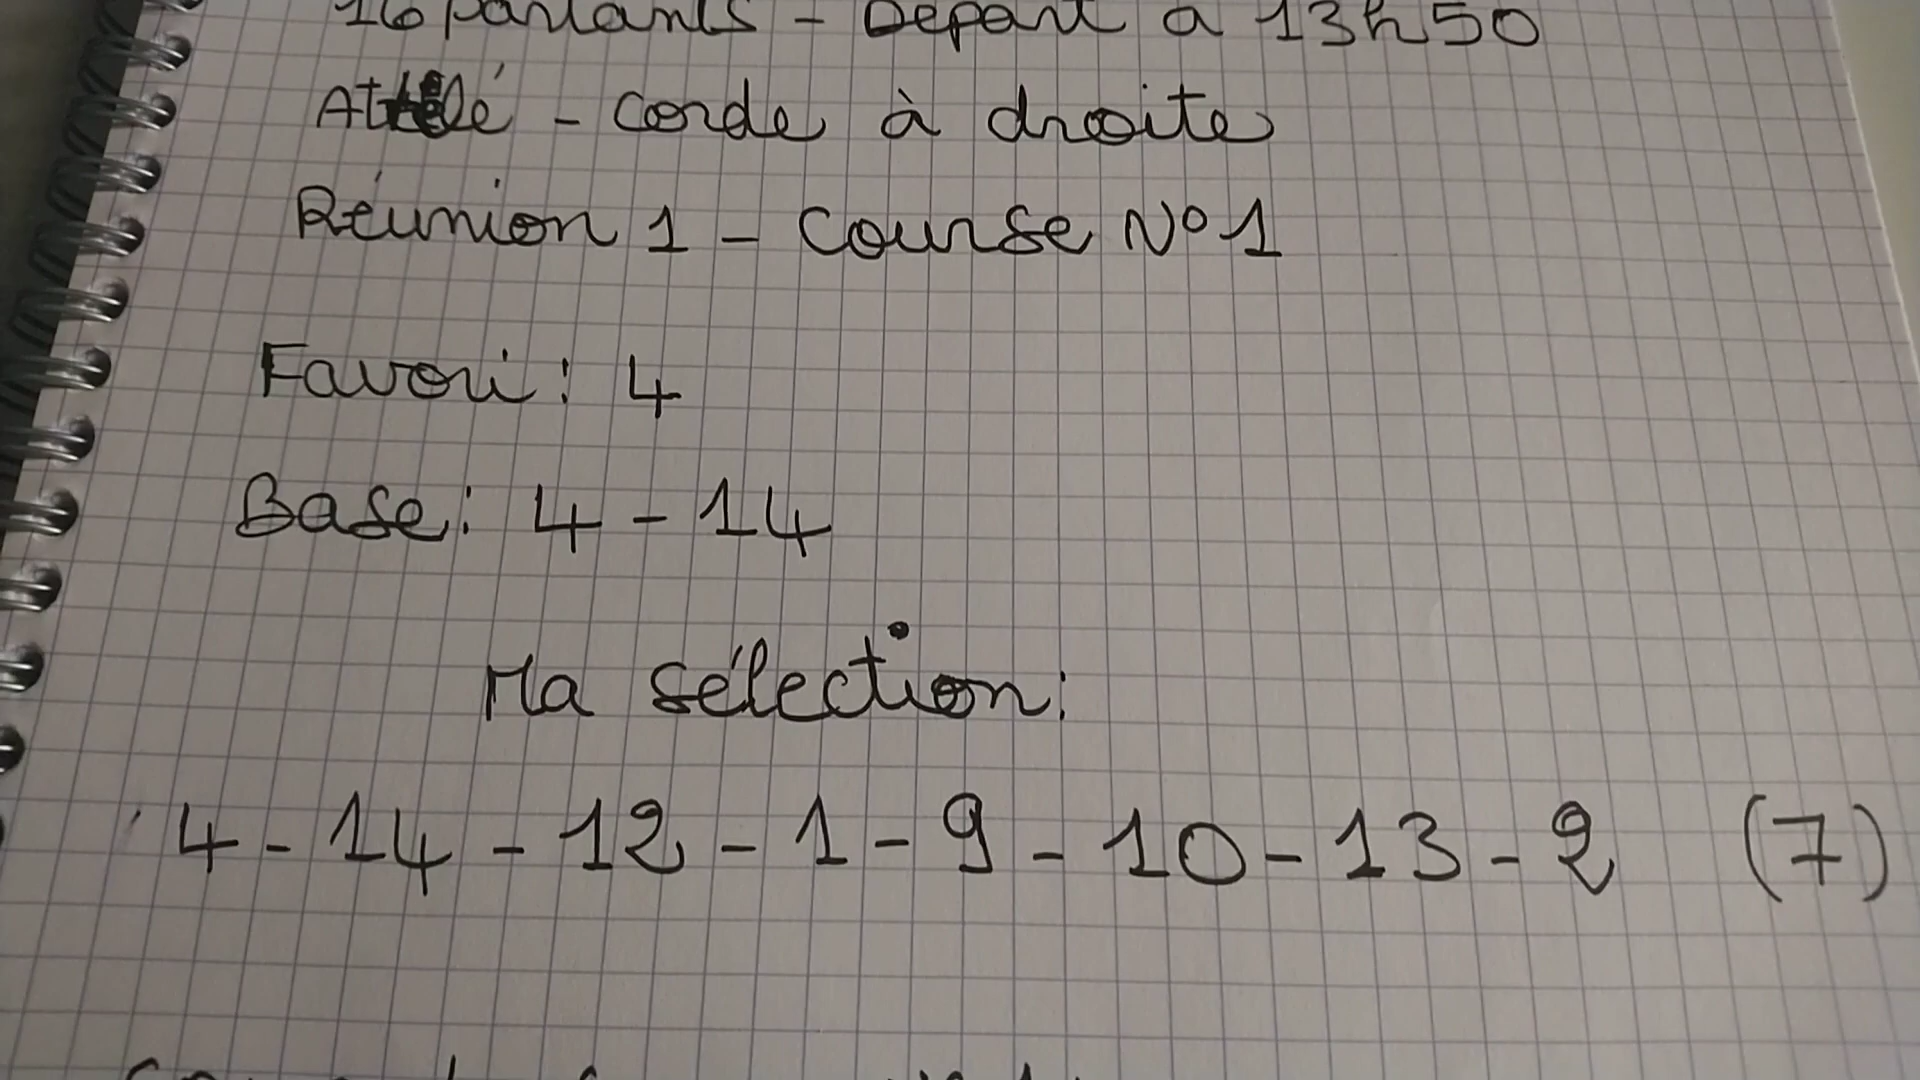 16 partants - Départ à 13h50
Attelé - Corde à droite
Réunion 1 - Course N°1
Favori : 4
Base : 4 - 14
Ma sélection :
4 - 14 - 12 - 1 - 9 - 10 - 13 - 2 (7)